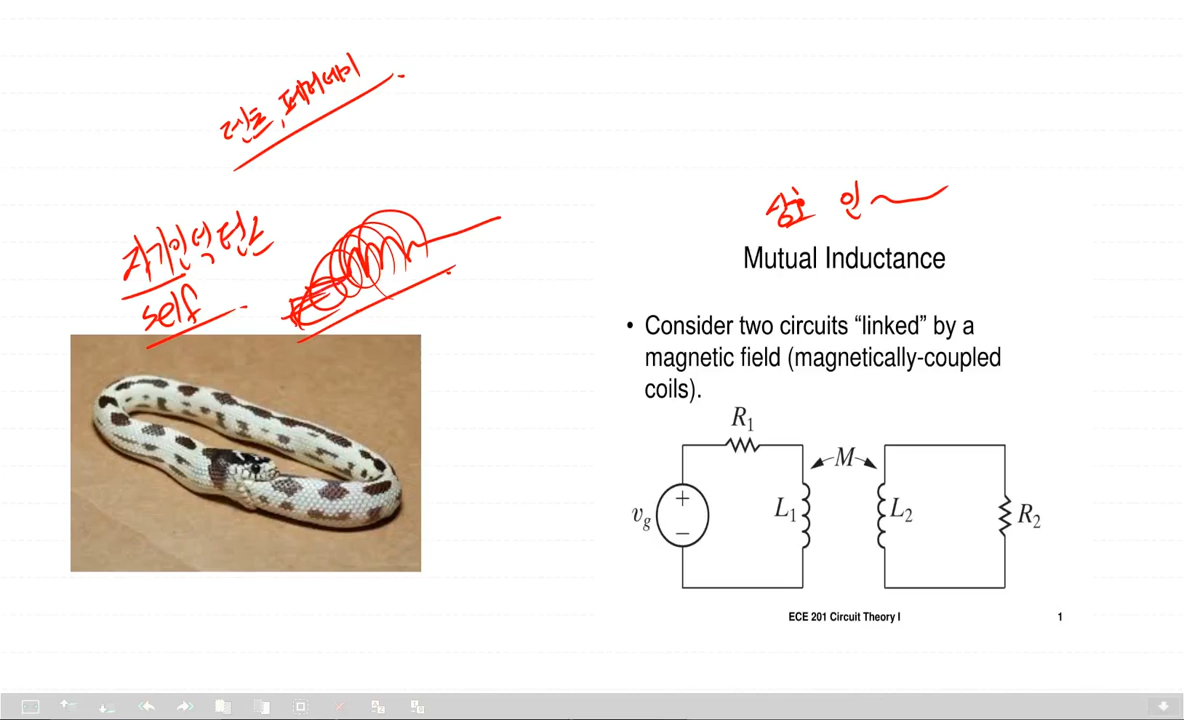 렌츠, 패러데이
자기인덕턴스
self
상호 인
Mutual Inductance
• Consider two circuits “linked” by a
magnetic field (magnetically-coupled
coils).
R1
M
vg
+
−
L1
L2
R2
ECE 201 Circuit Theory I
1